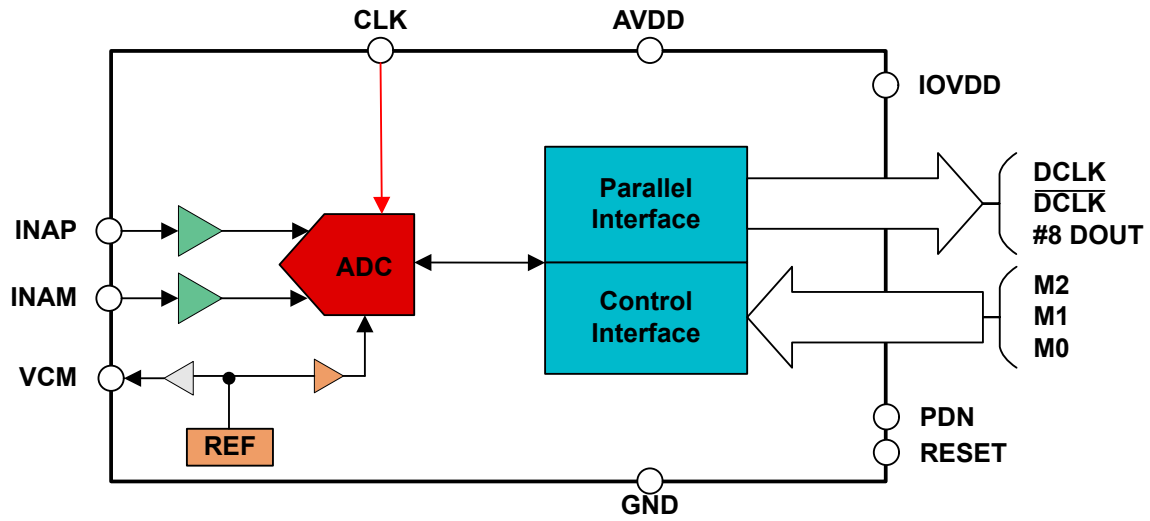 CLK
AVDD
IOVDD
Parallel
Interface
DCLK
DCLK
#8 DOUT
INAP
ADC
INAM
Control
Interface
M2
M1
M0
VCM
REF
PDN
RESET
GND